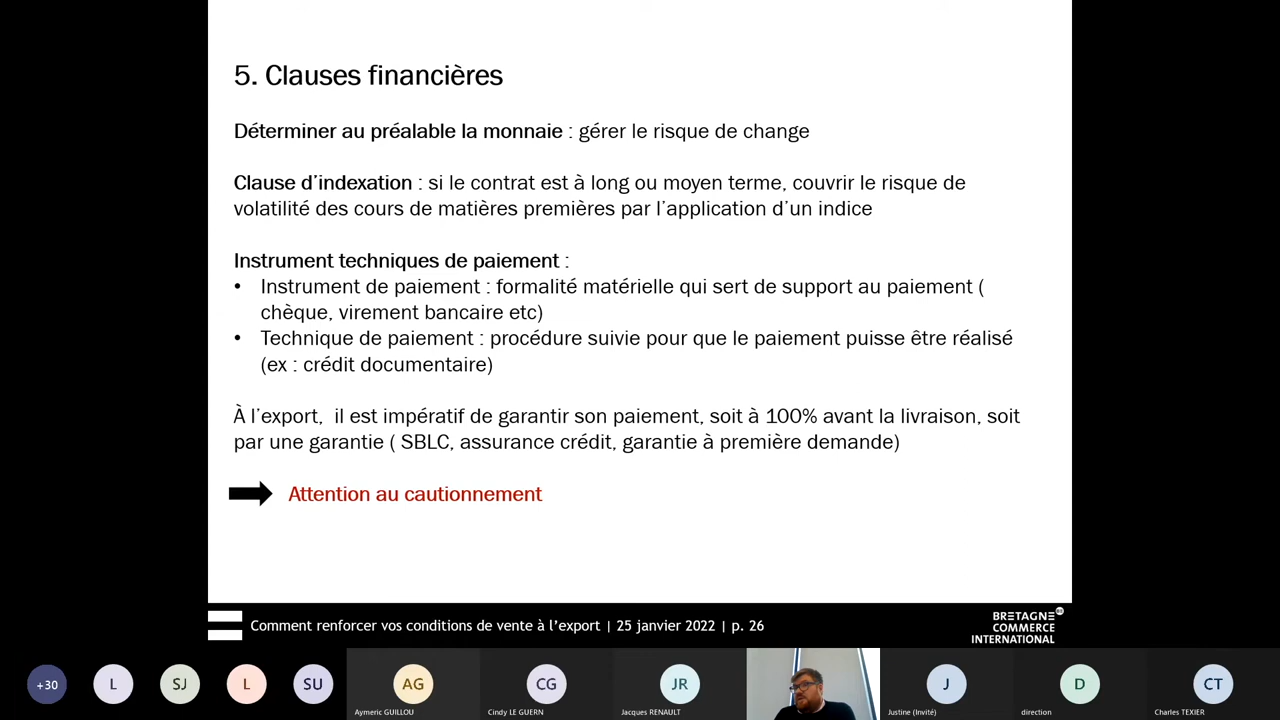 5. Clauses financières
Déterminer au préalable la monnaie : gérer le risque de change
Clause d’indexation : si le contrat est à long ou moyen terme, couvrir le risque de
volatilité des cours de matières premières par l’application d’un indice
Instrument techniques de paiement :
• Instrument de paiement : formalité matérielle qui sert de support au paiement (
chèque, virement bancaire etc)
• Technique de paiement : procédure suivie pour que le paiement puisse être réalisé
(ex : crédit documentaire)
À l’export,  il est impératif de garantir son paiement, soit à 100% avant la livraison, soit
par une garantie ( SBLC, assurance crédit, garantie à première demande)
Attention au cautionnement
Comment renforcer vos conditions de vente à l’export | 25 janvier 2022 | p. 26
BRETAGNE
COMMERCE
INTERNATIONAL
+30 L SJ L SU AG CG JR J D CT
Aymeric GUILLOU Cindy LE GUERN Jacques RENAULT Justine (Invité) direction Charles TEXIER